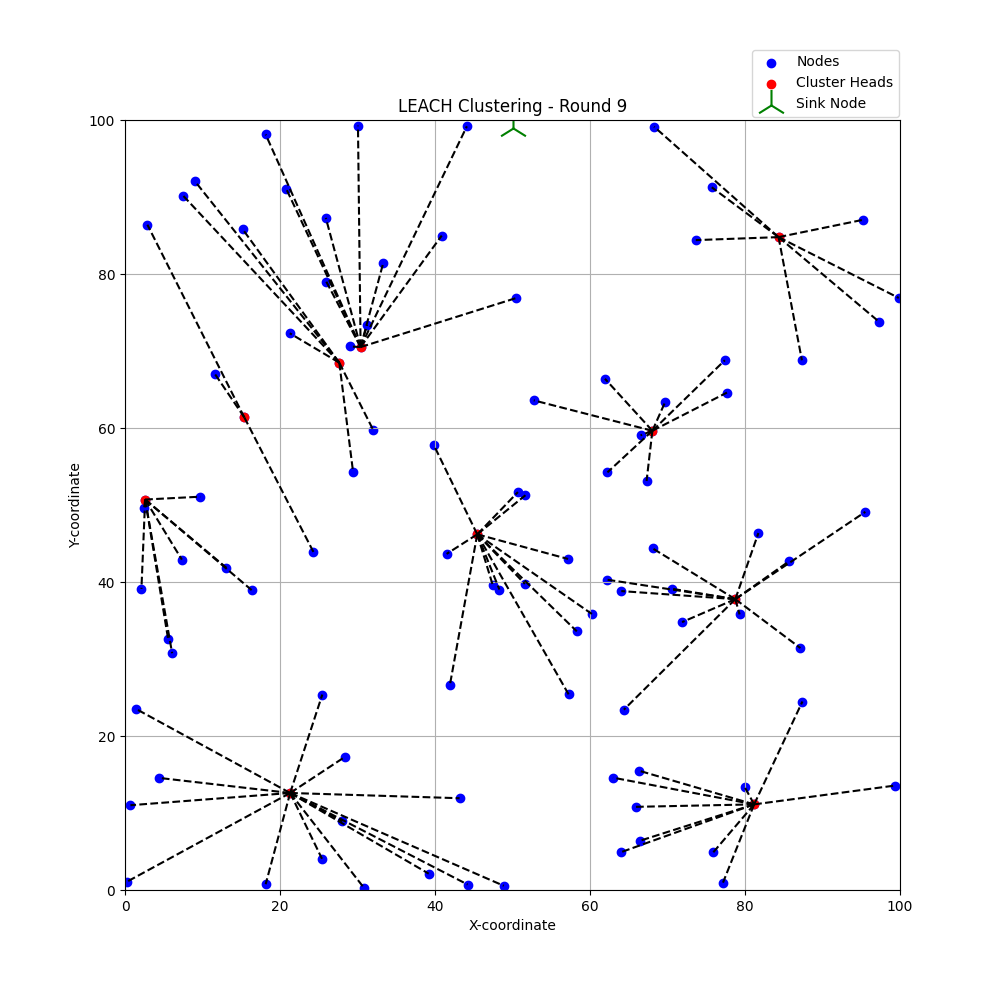 Nodes
Cluster Heads
Sink Node
LEACH Clustering - Round 9
100
80
60
40
20
0
Y-coordinate
0 20 40 60 80 100
X-coordinate